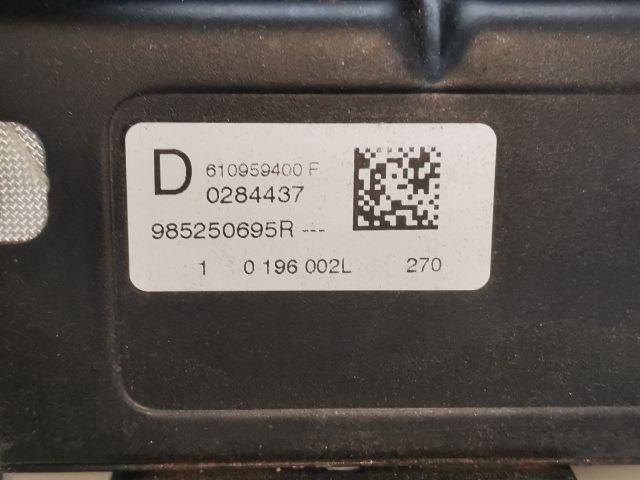 D 610959400 F
0284437
985250695R ---
1 0 196 002L 270